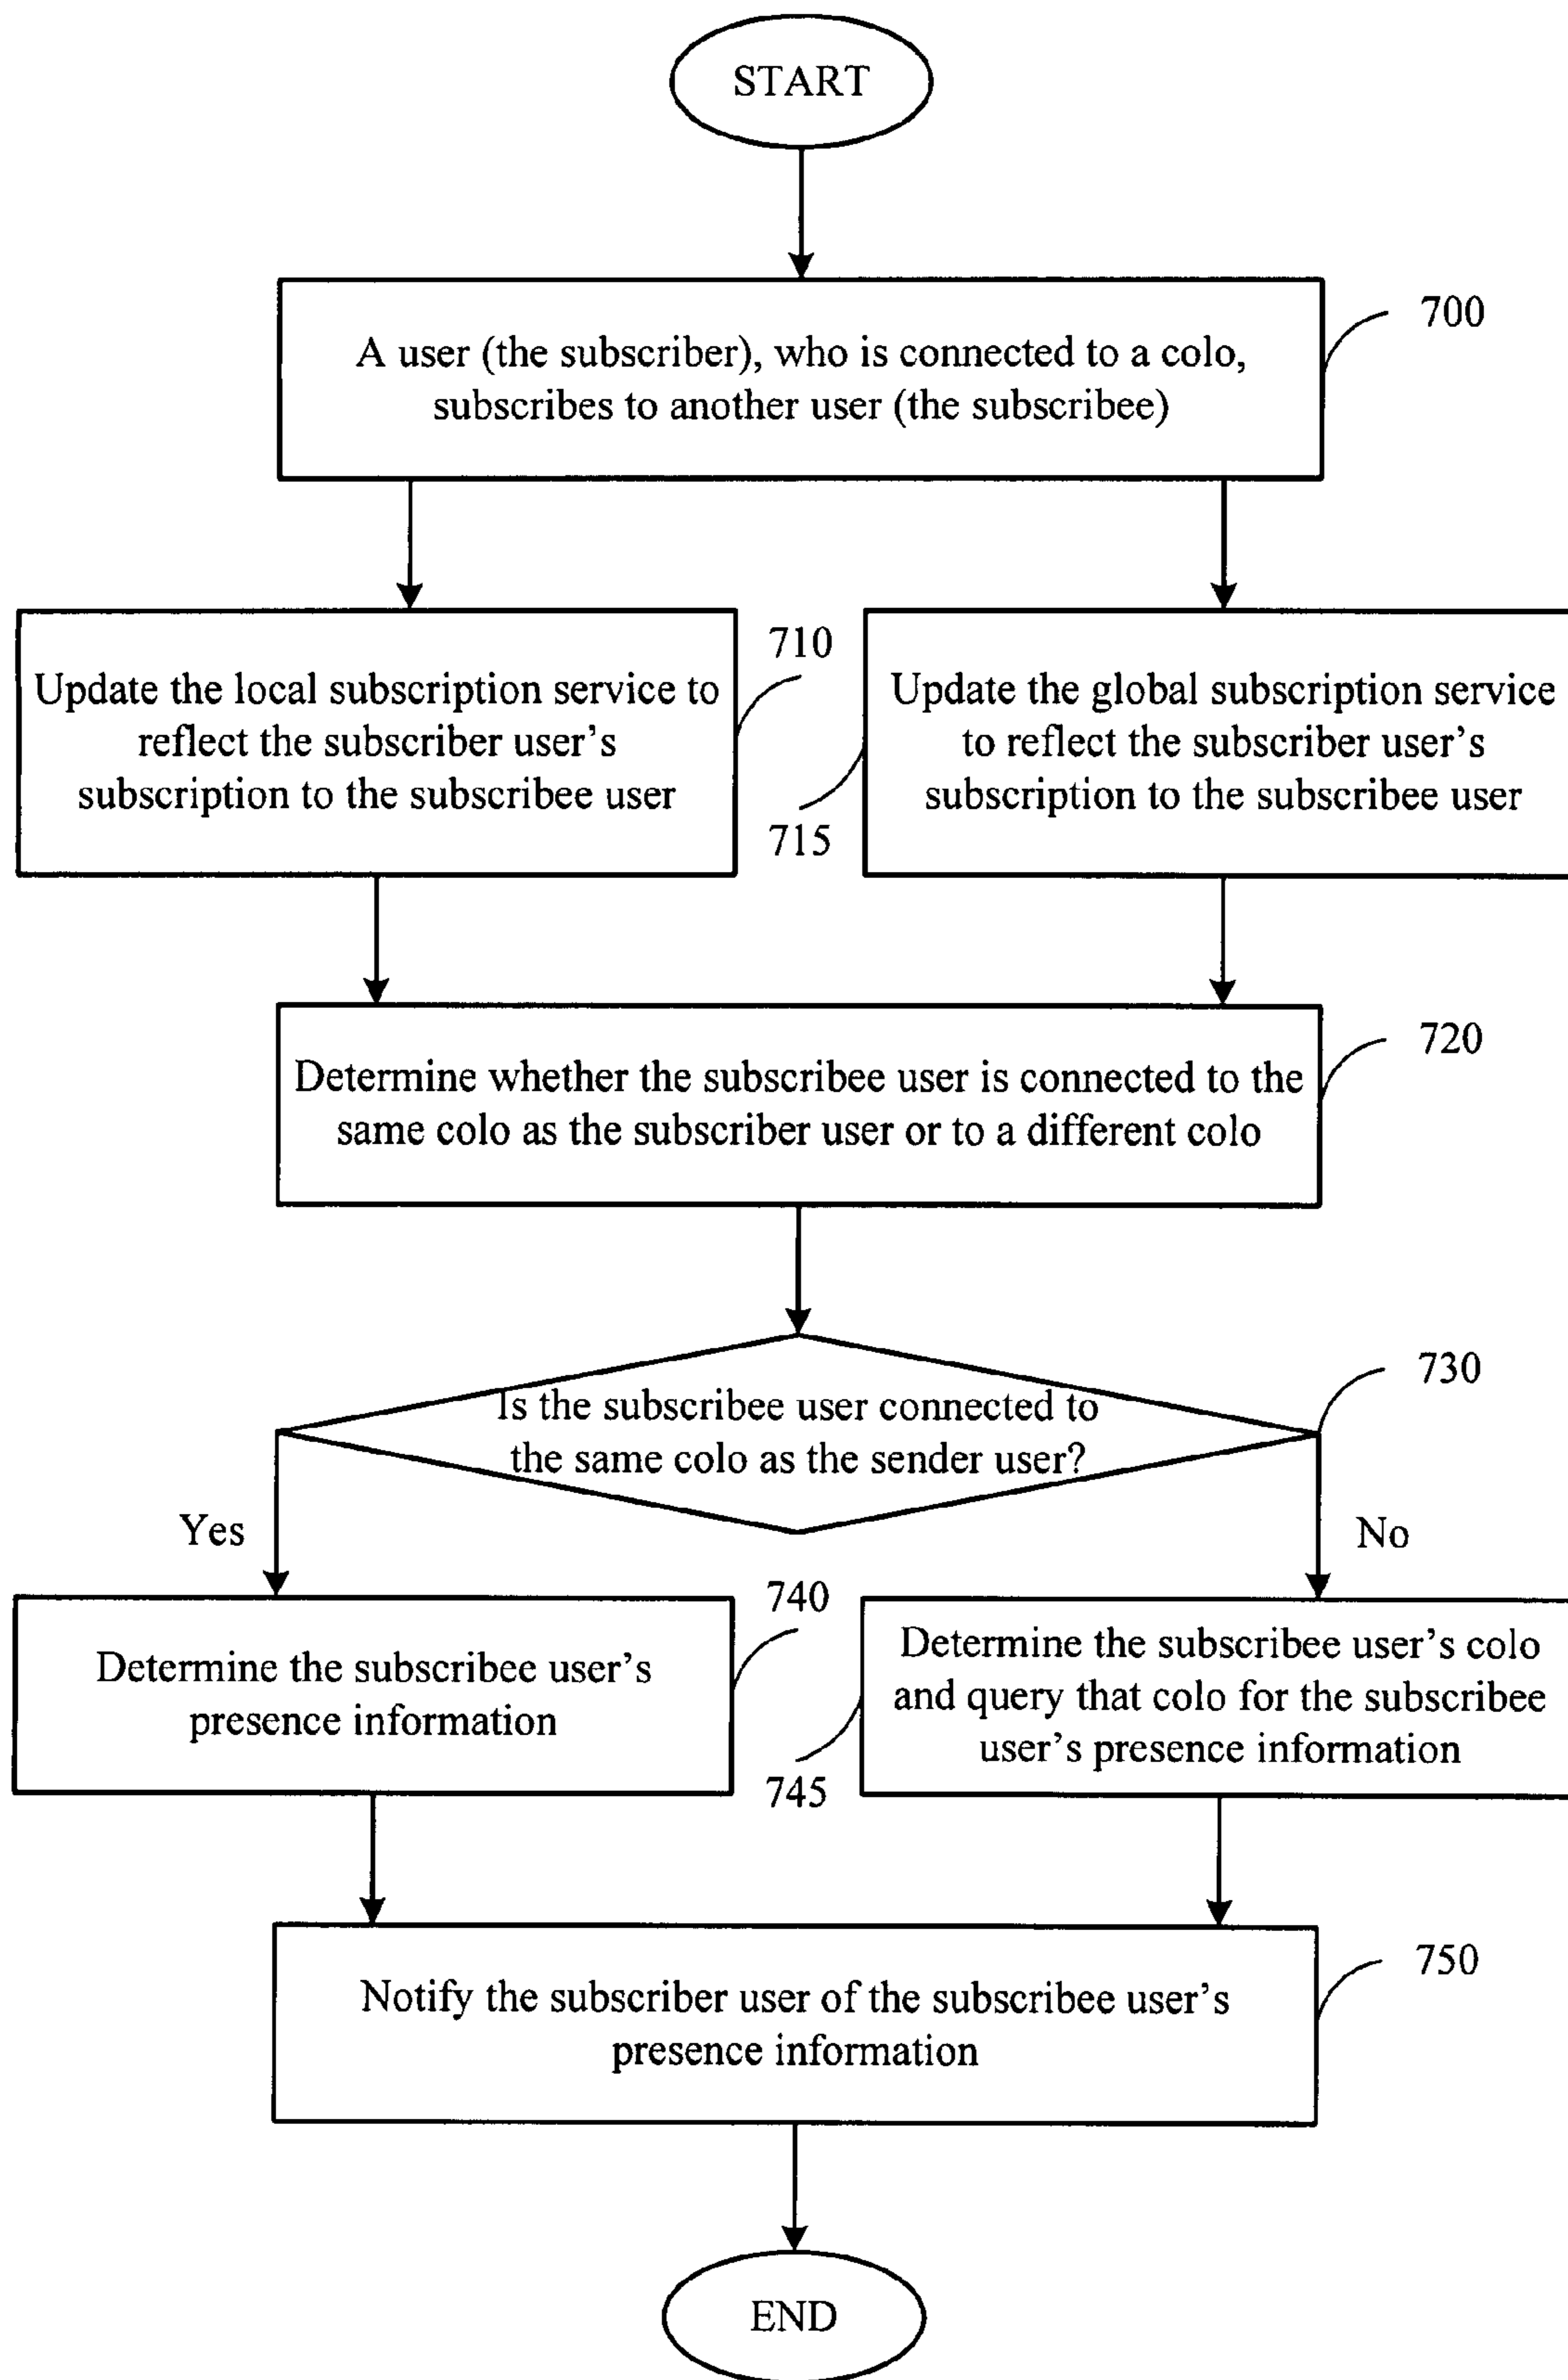 START
700
A user (the subscriber), who is connected to a colo,
subscribes to another user (the subscribee)
710
Update the local subscription service to
reflect the subscriber user's
subscription to the subscribee user
715
Update the global subscription service
to reflect the subscriber user's
subscription to the subscribee user
720
Determine whether the subscribee user is connected to the
same colo as the subscriber user or to a different colo
730
Is the subscribee user connected to
the same colo as the sender user?
Yes
No
740
Determine the subscribee user's
presence information
745
Determine the subscribee user's colo
and query that colo for the subscribee
user's presence information
750
Notify the subscriber user of the subscribee user's
presence information
END